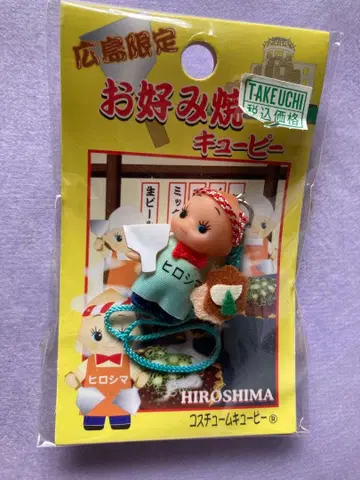 広島限定
お好み焼
キューピー
TAKEUCHI
税込価格
生ビール
ヒロシマ
ヒロシマ
HIROSHIMA
コスチュームキューピー®